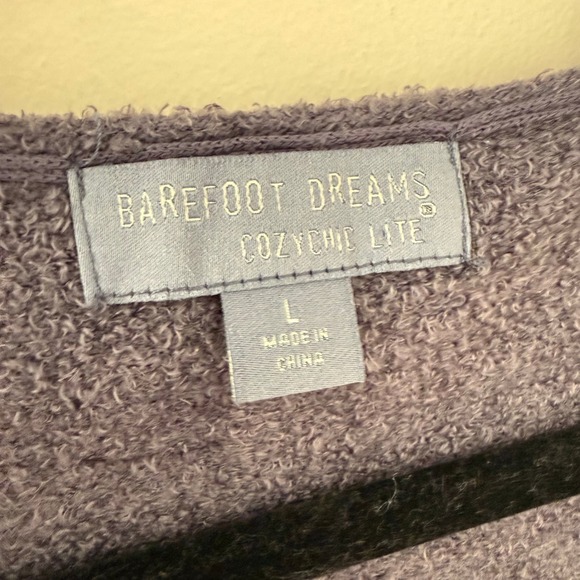 BAREFOOT DREAMS®
COZYCHIC LITE
L
MADE IN
CHINA